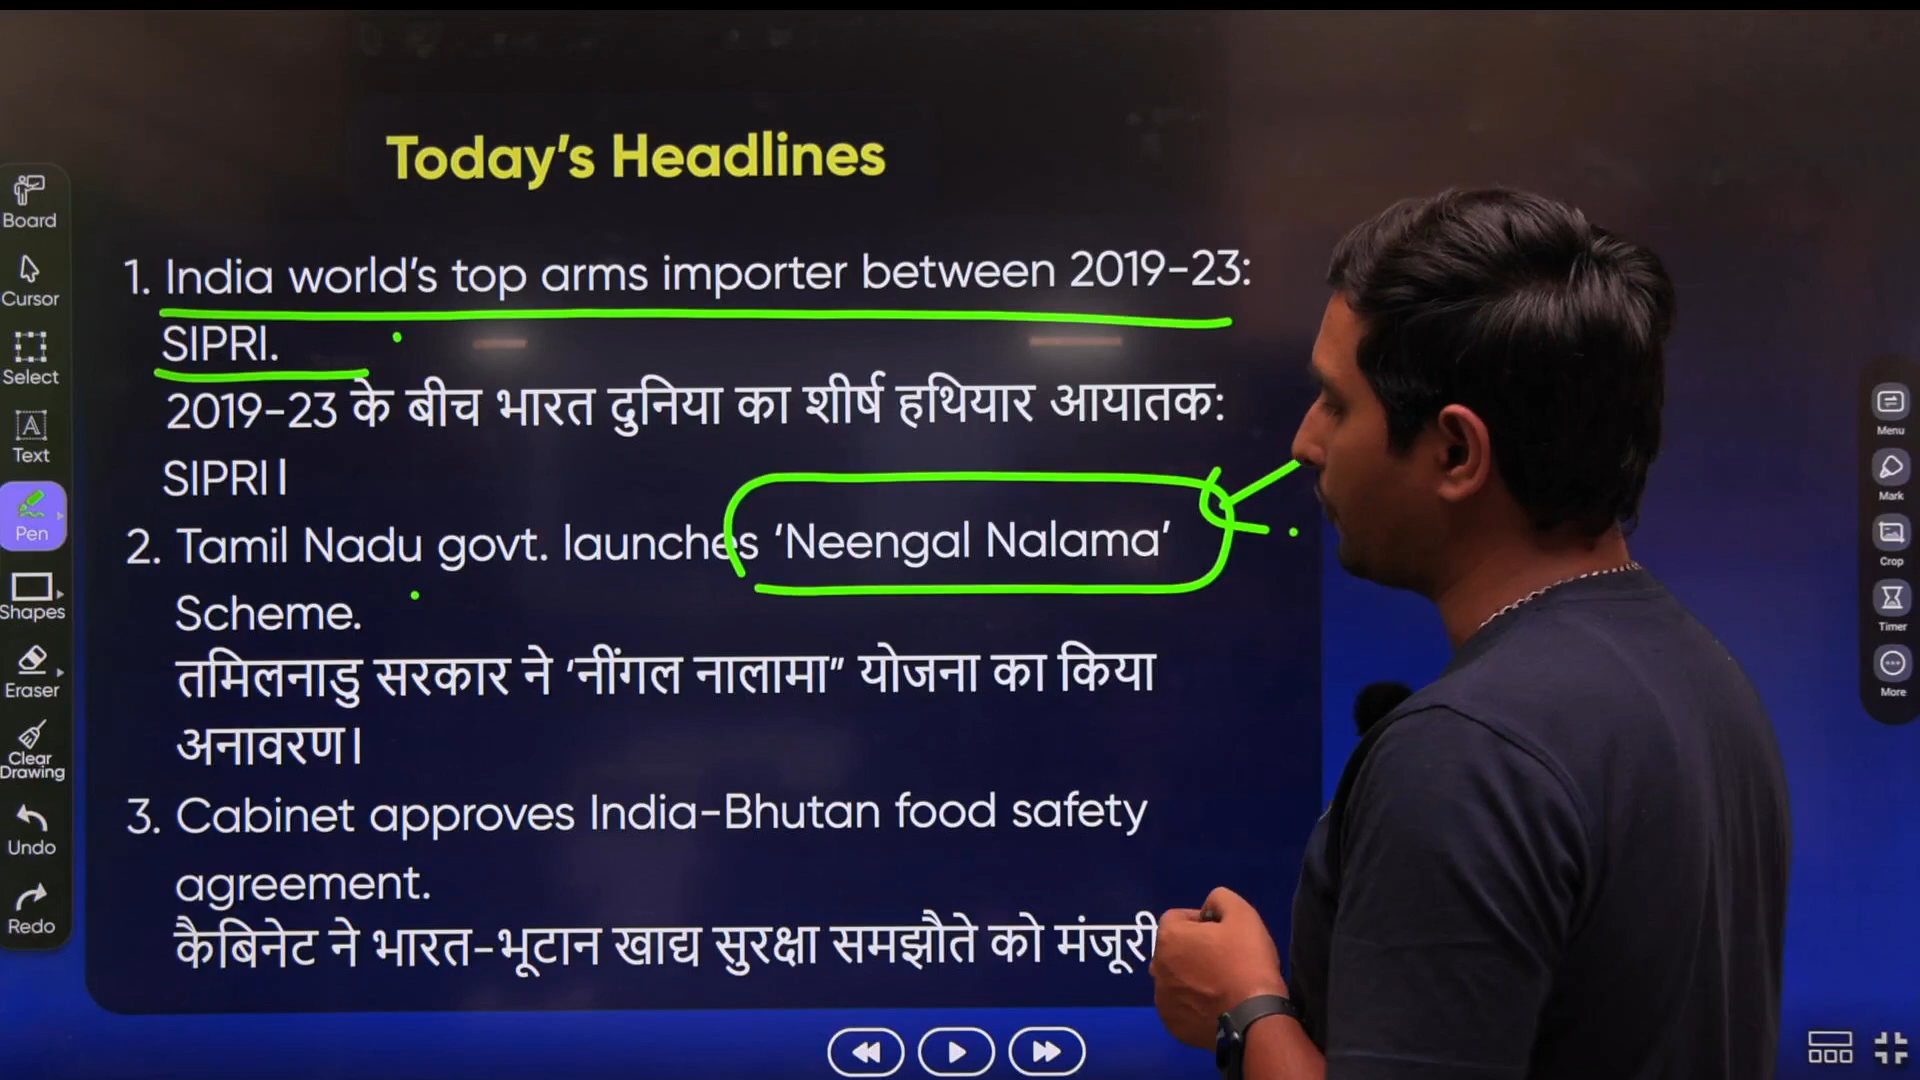 Today's Headlines
1. India world's top arms importer between 2019-23:
SIPRI.
2019-23 के बीच भारत दुनिया का शीर्ष हथियार आयातक:
SIPRI।
2. Tamil Nadu govt. launches 'Neengal Nalama'
Scheme.
तमिलनाडु सरकार ने 'नींगल नालामा" योजना का किया
अनावरण।
3. Cabinet approves India-Bhutan food safety
agreement.
कैबिनेट ने भारत-भूटान खाद्य सुरक्षा समझौते को मंजूरी
Board
Cursor
Select
Text
Pen
Shapes
Eraser
Clear
Drawing
Undo
Redo
Menu
Mark
Crop
Timer
More